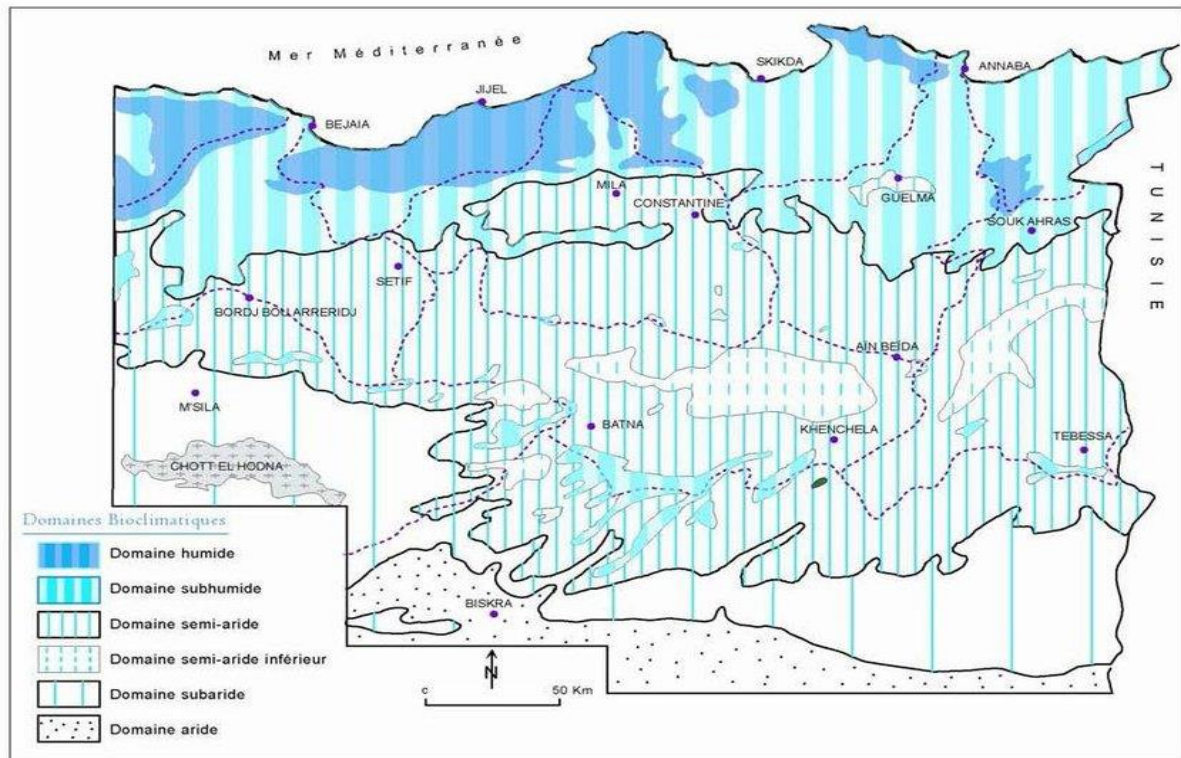 Mer Méditerranée
SKIKDA
ANNABA
JIJEL
BEJAIA
TUNISIE
MILA
GUELMA
CONSTANTINE
SOUK AHRAS
SETIF
BORDJ BOU ARRERIDJ
AIN BEÏDA
M'SILA
BATNA
KHENCHELA
TEBESSA
CHOTT EL HODNA
Domaines Bioclimatiques
Domaine humide
Domaine subhumide
Domaine semi-aride
Domaine semi-aride inférieur
Domaine subaride
Domaine aride
BISKRA
N
c 50 Km